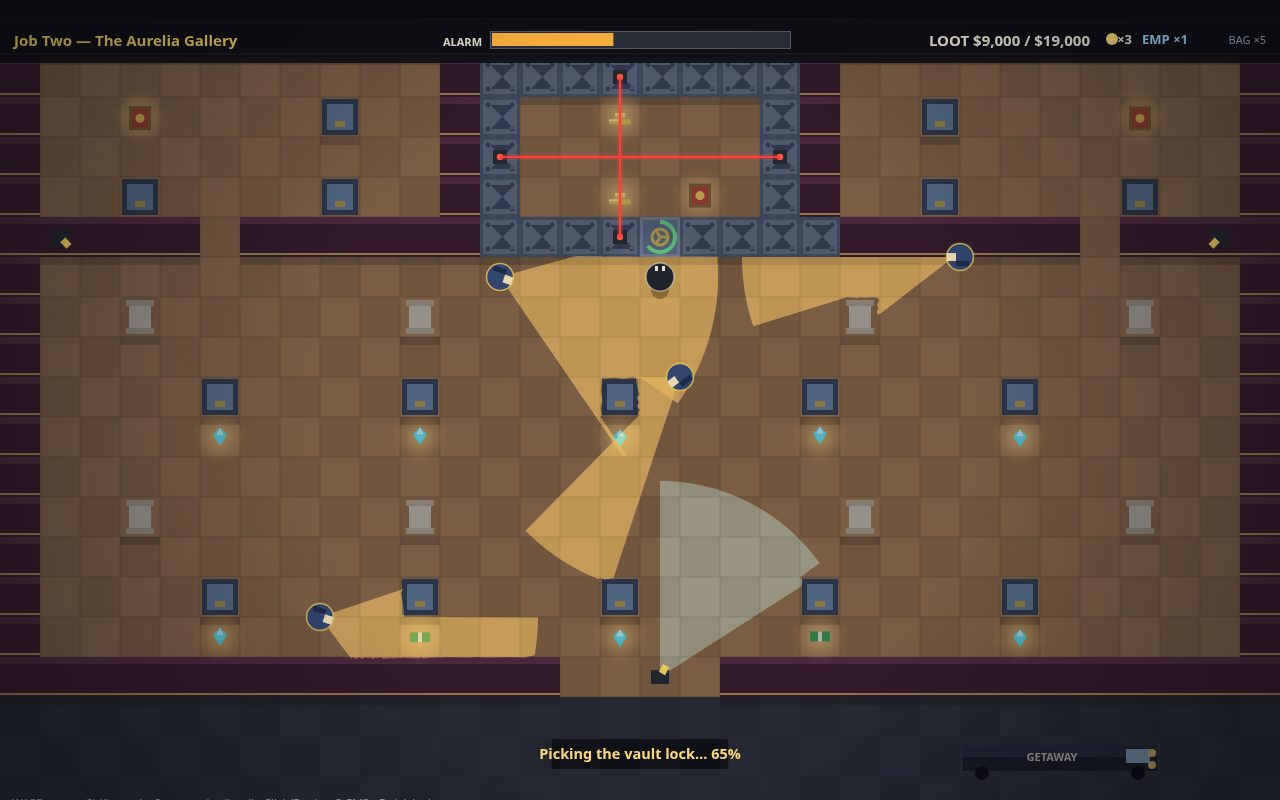 Job Two — The Aurelia Gallery
ALARM
LOOT $9,000 / $19,000
×3
EMP ×1
BAG ×5
Picking the vault lock... 65%
GETAWAY